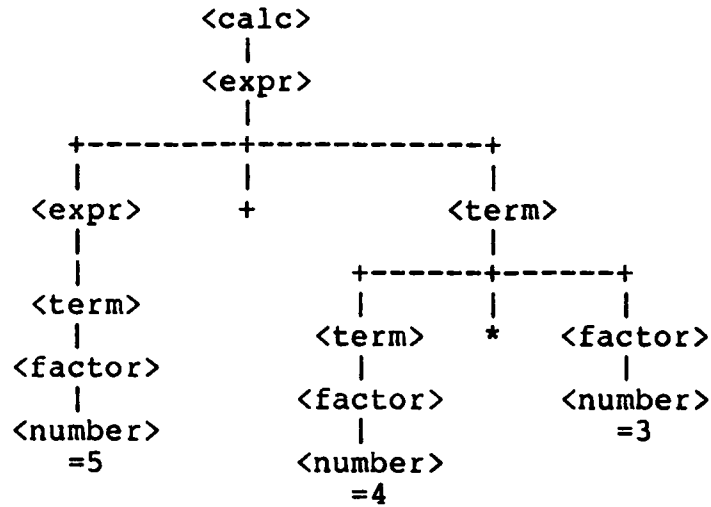 <calc>
|
<expr>
|
+---------+-------------+
| | |
<expr> + <term>
| |
| +------+------+
<term> | | |
| <term> * <factor>
<factor> | |
| <factor> <number>
<number> | =3
=5 <number>
=4